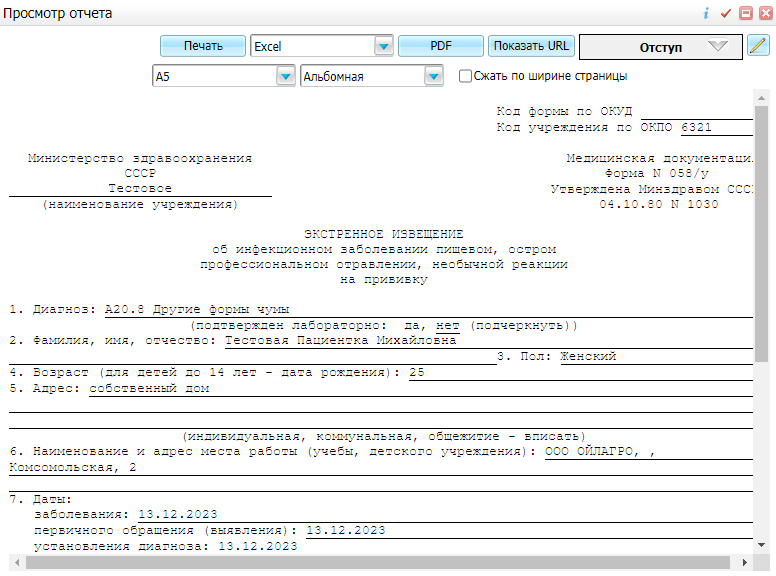 Просмотр отчета
Печать Excel PDF Показать URL Отступ
A5 Альбомная Сжать по ширине страницы
Код формы по ОКУД
Код учреждения по ОКПО 6321
Министерство здравоохранения Медицинская документаци
СССР Форма N 058/у
Тестовое Утверждена Минздравом СССР
(наименование учреждения) 04.10.80 N 1030
ЭКСТРЕННОЕ ИЗВЕЩЕНИЕ
об инфекционном заболевании пищевом, остром
профессиональном отравлении, необычной реакции
на прививку
1. Диагноз: A20.8 Другие формы чумы
(подтвержден лабораторно: да, нет (подчеркнуть))
2. Фамилия, имя, отчество: Тестовая Пациентка Михайловна
3. Пол: Женский
4. Возраст (для детей до 14 лет - дата рождения): 25
5. Адрес: собственный дом
(индивидуальная, коммунальная, общежитие - вписать)
6. Наименование и адрес места работы (учебы, детского учреждения): ООО ОЙЛАГРО, ,
Комсомольская, 2
7. Даты:
заболевания: 13.12.2023
первичного обращения (выявления): 13.12.2023
установления диагноза: 13.12.2023